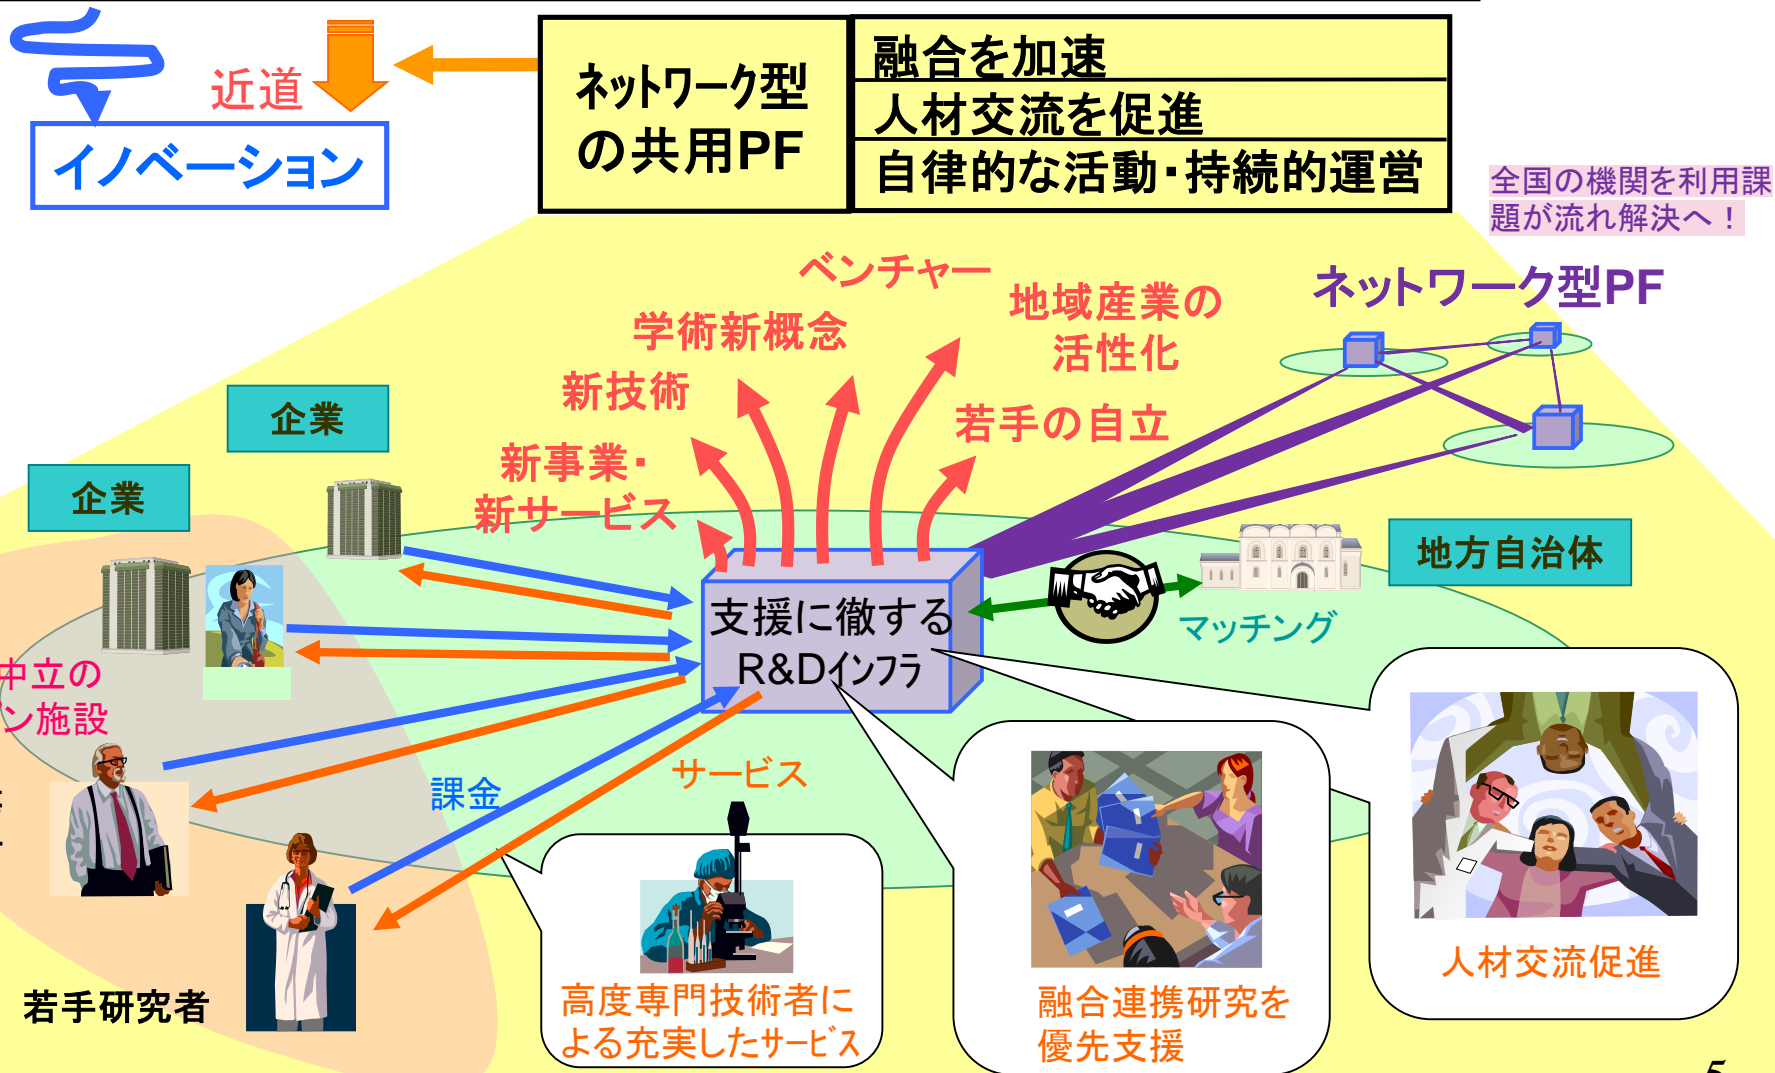 近道
イノベーション
ネットワーク型
の共用PF
融合を加速
人材交流を促進
自律的な活動・持続的運営
全国の機関を利用課
題が流れ解決へ！
ネットワーク型PF
ベンチャー
地域産業の
活性化
学術新概念
新技術
若手の自立
新事業・
新サービス
企業
企業
地方自治体
マッチング
支援に徹する
R&Dインフラ
中立の
ン施設
課金
サービス
若手研究者
高度専門技術者に
よる充実したサービス
融合連携研究を
優先支援
人材交流促進
5